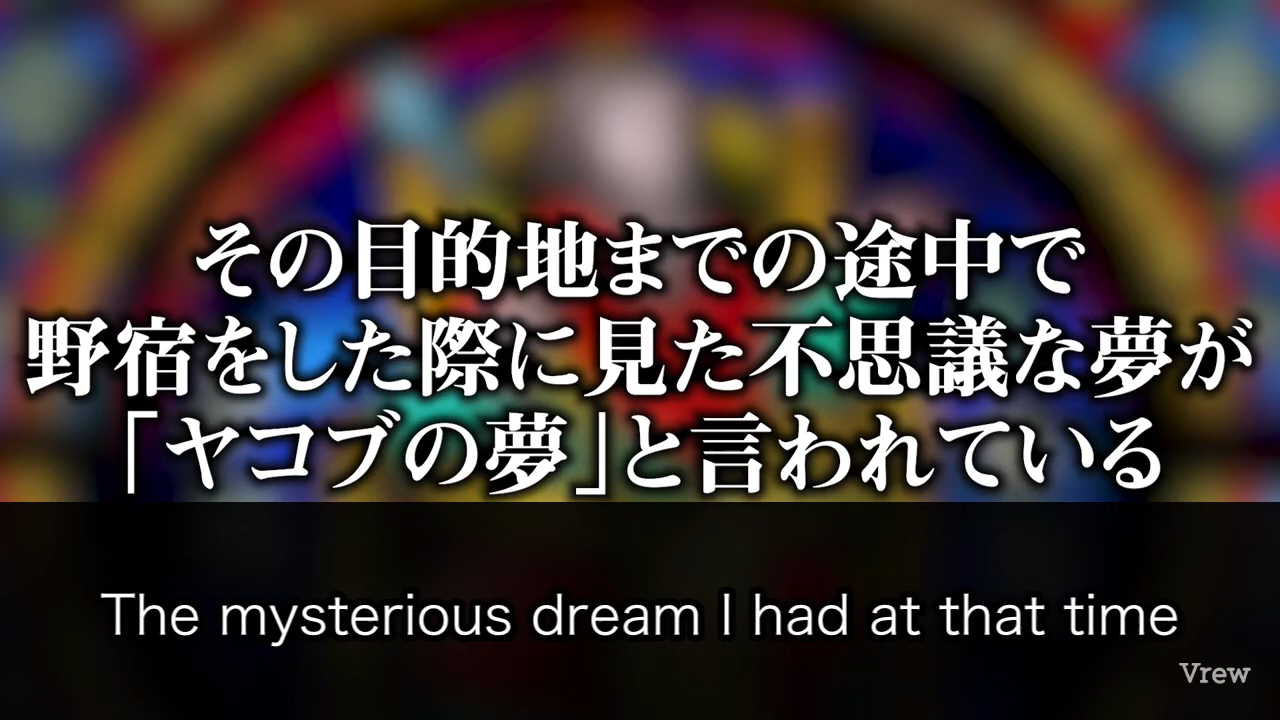 その目的地までの途中で
野宿をした際に見た不思議な夢が
「ヤコブの夢」と言われている
The mysterious dream I had at that time
Vrew